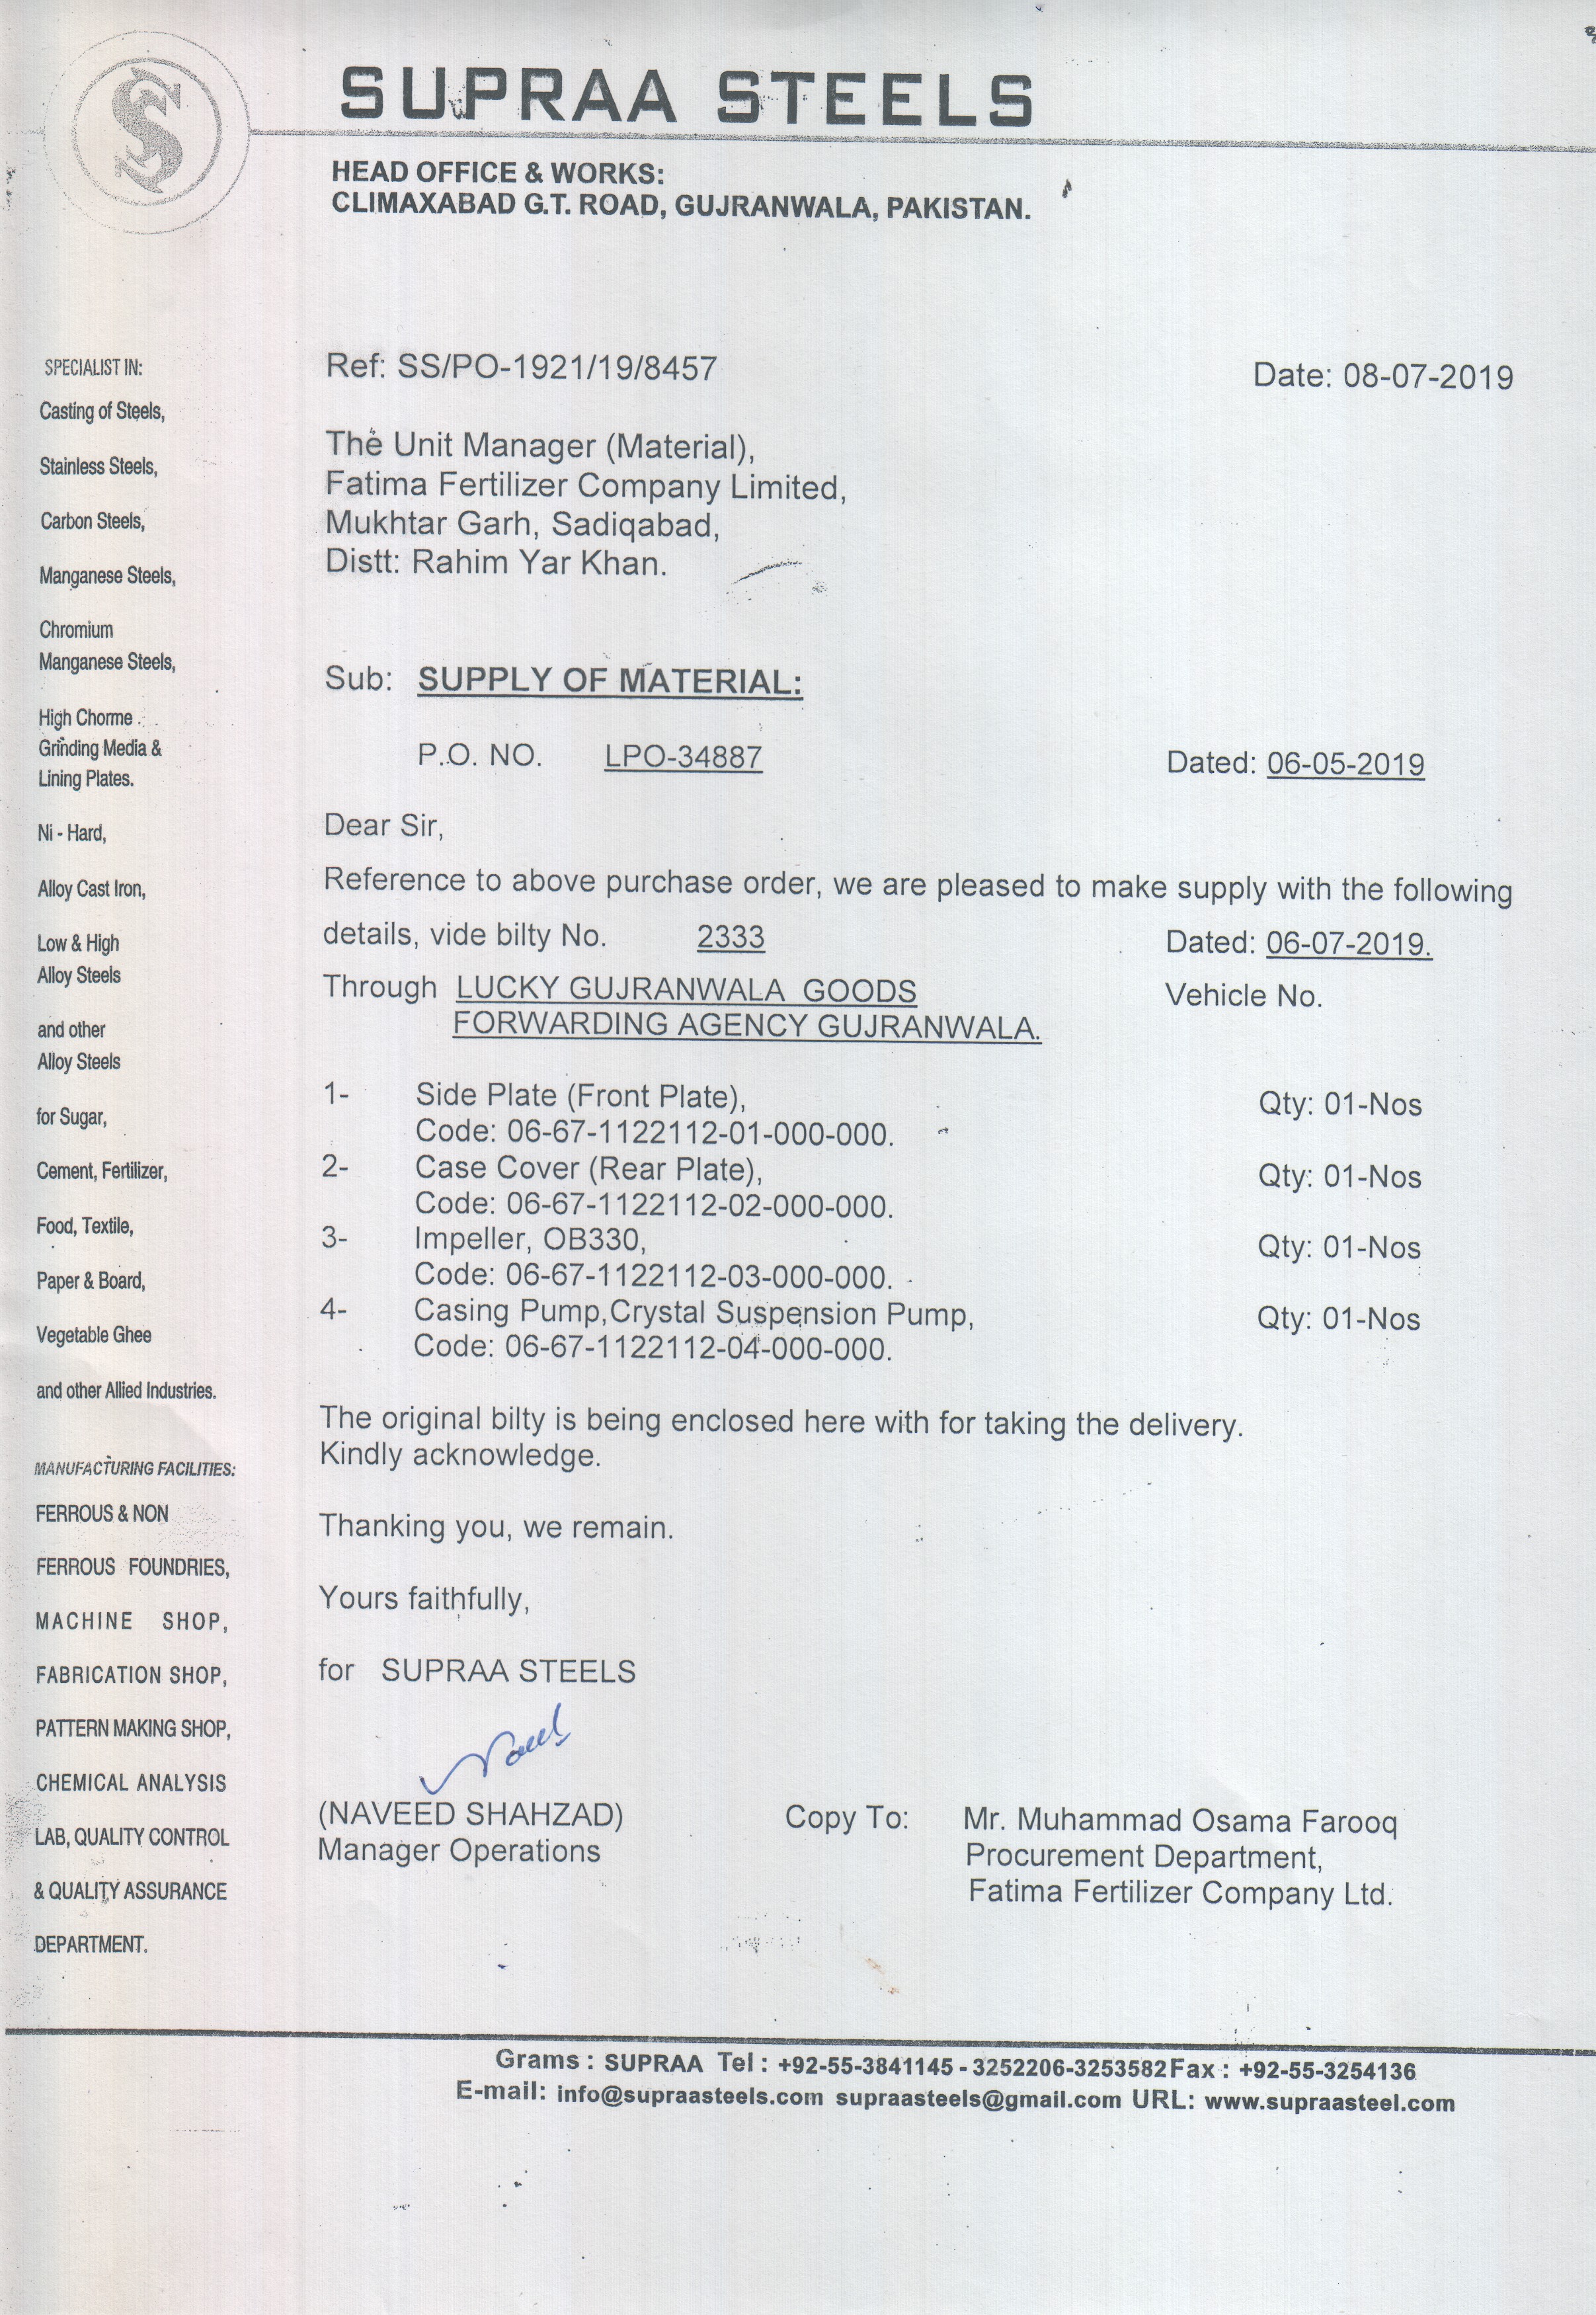 SUPRAA STEELS
HEAD OFFICE & WORKS:
CLIMAXABAD G.T. ROAD, GUJRANWALA, PAKISTAN.
SPECIALIST IN:
Casting of Steels,
Stainless Steels,
Carbon Steels,
Manganese Steels,
Chromium
Manganese Steels,
High Chorme
Grinding Media &
Lining Plates.
Ni - Hard,
Alloy Cast Iron,
Low & High
Alloy Steels
and other
Alloy Steels
for Sugar,
Cement, Fertilizer,
Food, Textile,
Paper & Board,
Vegetable Ghee
and other Allied Industries.
MANUFACTURING FACILITIES:
FERROUS & NON
FERROUS FOUNDRIES,
MACHINE SHOP,
FABRICATION SHOP,
PATTERN MAKING SHOP,
CHEMICAL ANALYSIS
LAB, QUALITY CONTROL
& QUALITY ASSURANCE
DEPARTMENT.
Ref: SS/PO-1921/19/8457 Date: 08-07-2019
The Unit Manager (Material),
Fatima Fertilizer Company Limited,
Mukhtar Garh, Sadiqabad,
Distt: Rahim Yar Khan.
Sub: SUPPLY OF MATERIAL:
P.O. NO. LPO-34887 Dated: 06-05-2019
Dear Sir,
Reference to above purchase order, we are pleased to make supply with the following
details, vide bilty No. 2333 Dated: 06-07-2019.
Through LUCKY GUJRANWALA GOODS Vehicle No.
FORWARDING AGENCY GUJRANWALA.
1- Side Plate (Front Plate), Qty: 01-Nos
Code: 06-67-1122112-01-000-000.
2- Case Cover (Rear Plate), Qty: 01-Nos
Code: 06-67-1122112-02-000-000.
3- Impeller, OB330, Qty: 01-Nos
Code: 06-67-1122112-03-000-000.
4- Casing Pump,Crystal Suspension Pump, Qty: 01-Nos
Code: 06-67-1122112-04-000-000.
The original bilty is being enclosed here with for taking the delivery.
Kindly acknowledge.
Thanking you, we remain.
Yours faithfully,
for SUPRAA STEELS
(NAVEED SHAHZAD) Copy To: Mr. Muhammad Osama Farooq
Manager Operations Procurement Department,
Fatima Fertilizer Company Ltd.
Grams : SUPRAA Tel : +92-55-3841145 - 3252206-3253582 Fax : +92-55-3254136
E-mail: info@supraasteels.com supraasteels@gmail.com URL: www.supraasteel.com